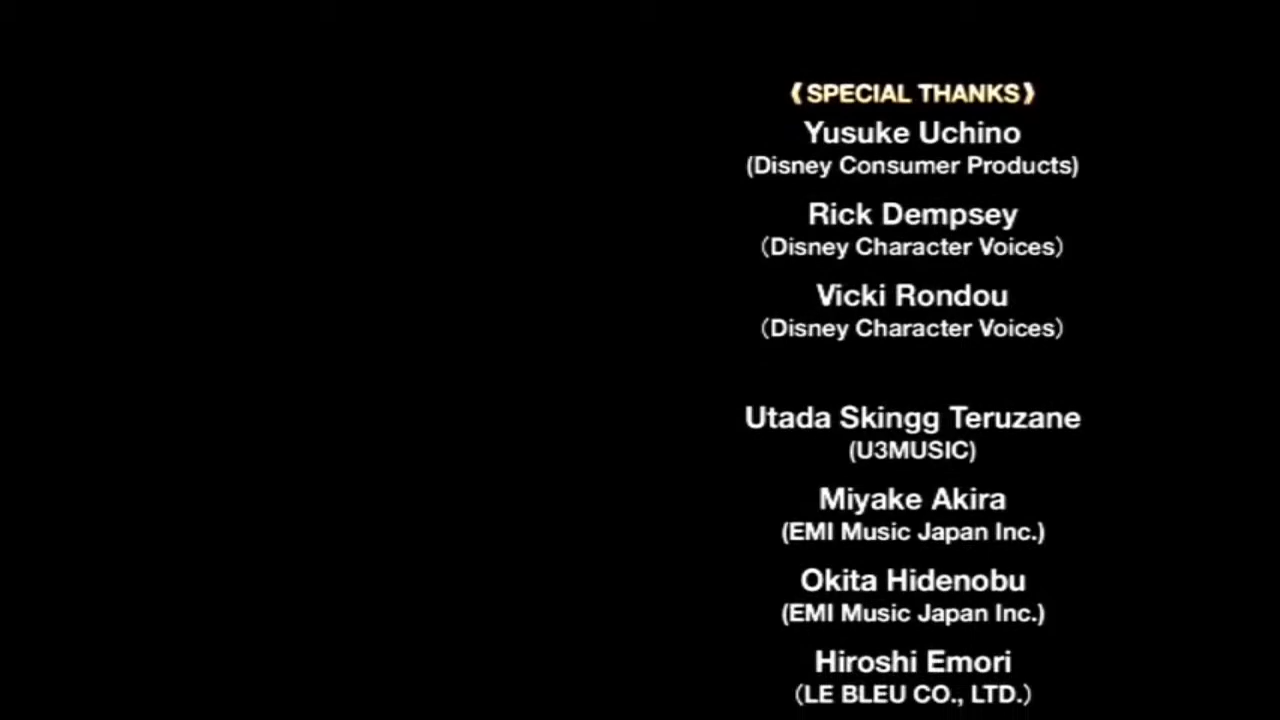 ❰SPECIAL THANKS❱
Yusuke Uchino
(Disney Consumer Products)
Rick Dempsey
(Disney Character Voices)
Vicki Rondou
(Disney Character Voices)
Utada Skingg Teruzane
(U3MUSIC)
Miyake Akira
(EMI Music Japan Inc.)
Okita Hidenobu
(EMI Music Japan Inc.)
Hiroshi Emori
(LE BLEU CO., LTD.)